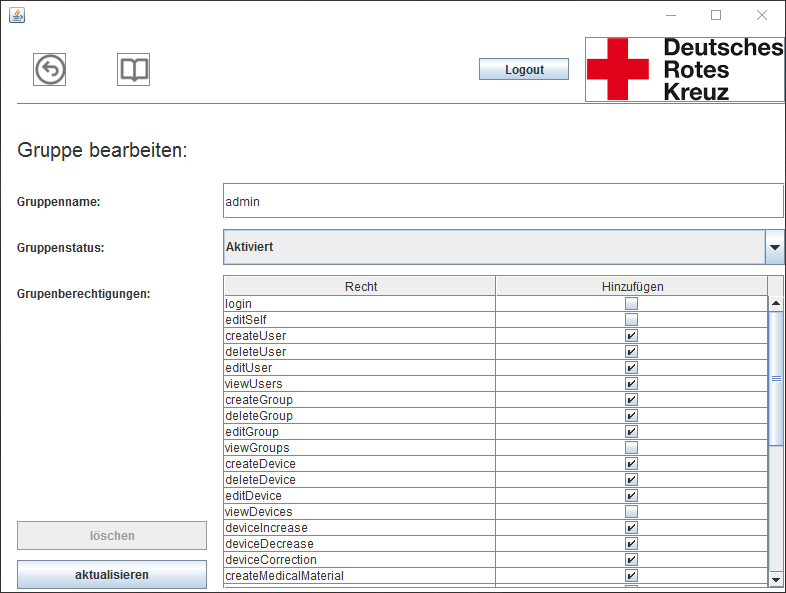 Logout
Deutsches
Rotes
Kreuz
Gruppe bearbeiten:
Gruppenname:
admin
Gruppenstatus:
Aktiviert
Grupenberechtigungen:
Recht Hinzufügen
login
editSelf
createUser
deleteUser
editUser
viewUsers
createGroup
deleteGroup
editGroup
viewGroups
createDevice
deleteDevice
editDevice
viewDevices
deviceIncrease
deviceDecrease
deviceCorrection
createMedicalMaterial
löschen
aktualisieren